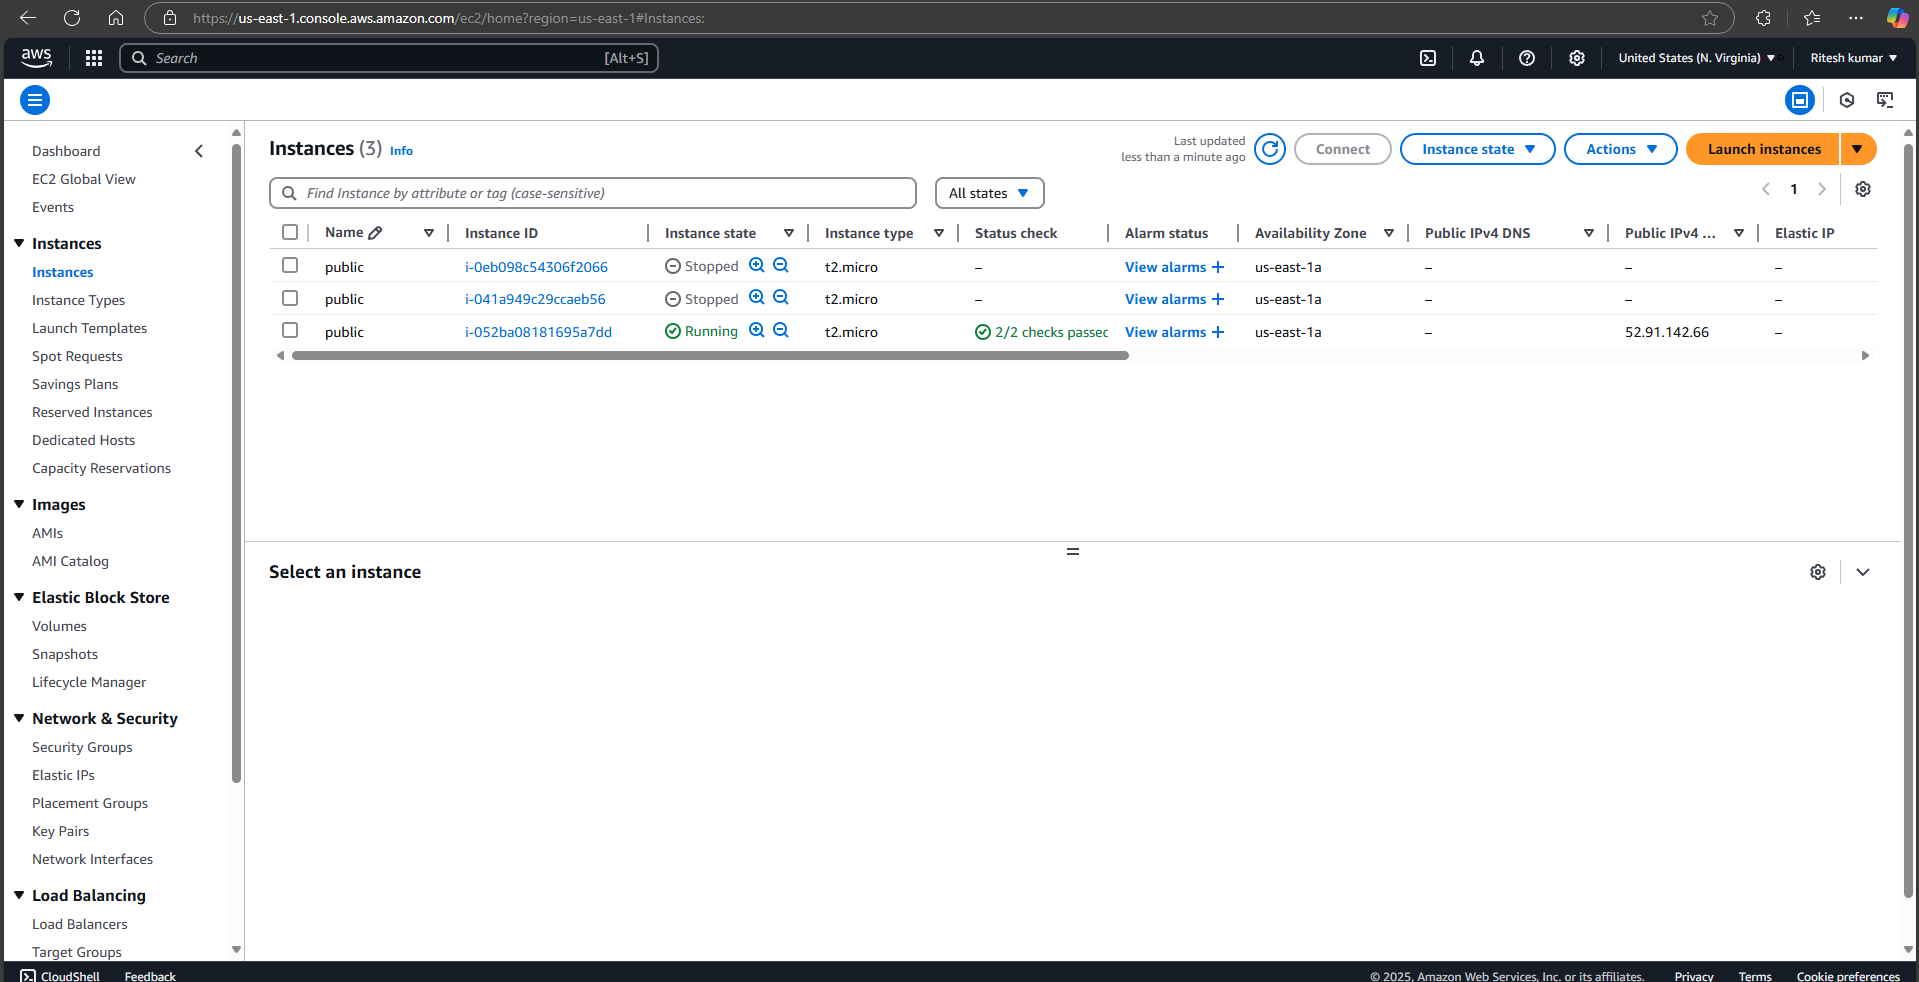 https://us-east-1.console.aws.amazon.com/ec2/home?region=us-east-1#Instances:
aws
Search [Alt+S]
United States (N. Virginia)
Ritesh kumar
Dashboard
EC2 Global View
Events
Instances
Instances
Instance Types
Launch Templates
Spot Requests
Savings Plans
Reserved Instances
Dedicated Hosts
Capacity Reservations
Images
AMIs
AMI Catalog
Elastic Block Store
Volumes
Snapshots
Lifecycle Manager
Network & Security
Security Groups
Elastic IPs
Placement Groups
Key Pairs
Network Interfaces
Load Balancing
Load Balancers
Target Groups
Instances (3) Info
Last updated
less than a minute ago
Connect
Instance state
Actions
Launch instances
Find Instance by attribute or tag (case-sensitive)
All states
1
Name Instance ID Instance state Instance type Status check Alarm status Availability Zone Public IPv4 DNS Public IPv4 ... Elastic IP
public i-0eb098c54306f2066 Stopped t2.micro – View alarms + us-east-1a – – –
public i-041a949c29ccaeb56 Stopped t2.micro – View alarms + us-east-1a – – –
public i-052ba08181695a7dd Running t2.micro 2/2 checks passec View alarms + us-east-1a – 52.91.142.66 –
Select an instance
CloudShell Feedback © 2025, Amazon Web Services, Inc. or its affiliates. Privacy Terms Cookie preferences